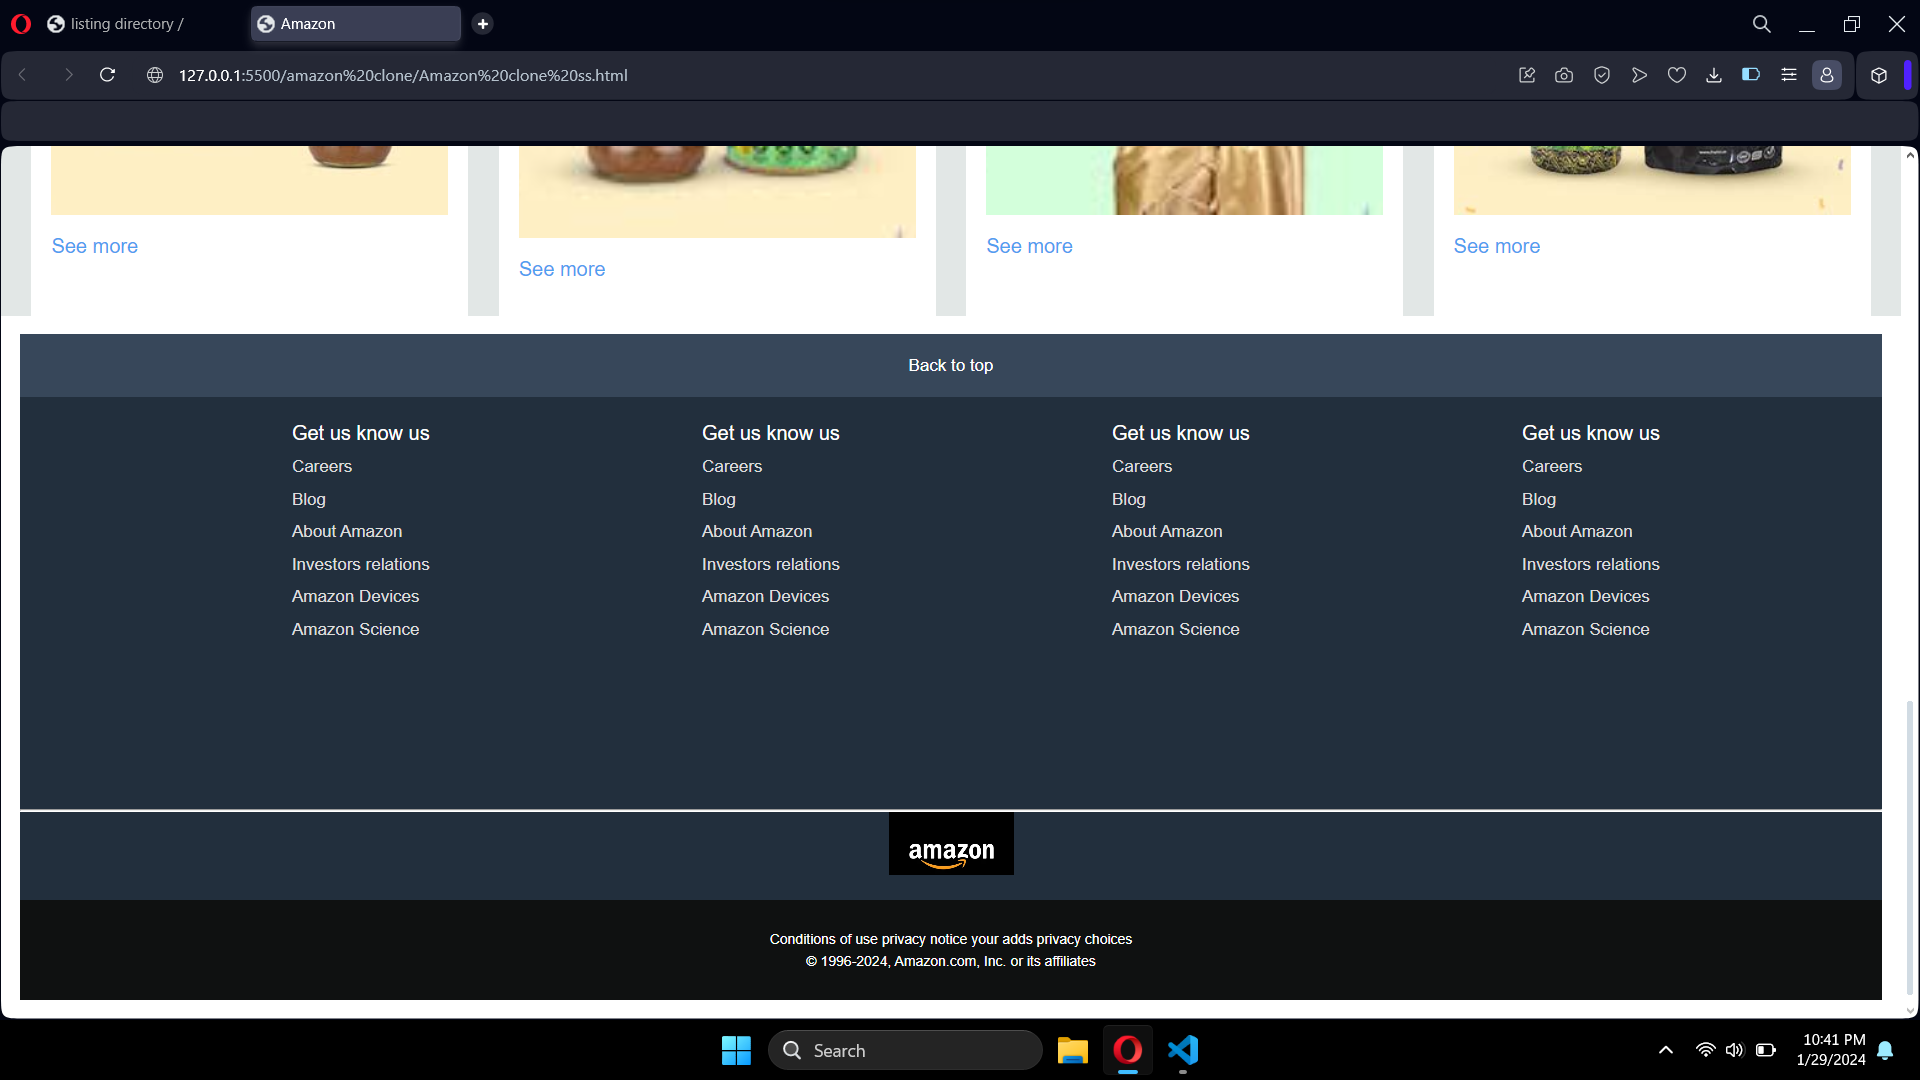 listing directory /
Amazon
127.0.0.1:5500/amazon%20clone/Amazon%20clone%20ss.html
See more
See more
See more
See more
Back to top
Get us know us
Careers
Blog
About Amazon
Investors relations
Amazon Devices
Amazon Science
Get us know us
Careers
Blog
About Amazon
Investors relations
Amazon Devices
Amazon Science
Get us know us
Careers
Blog
About Amazon
Investors relations
Amazon Devices
Amazon Science
Get us know us
Careers
Blog
About Amazon
Investors relations
Amazon Devices
Amazon Science
amazon
Conditions of use privacy notice your adds privacy choices
© 1996-2024, Amazon.com, Inc. or its affiliates
Search
10:41 PM
1/29/2024